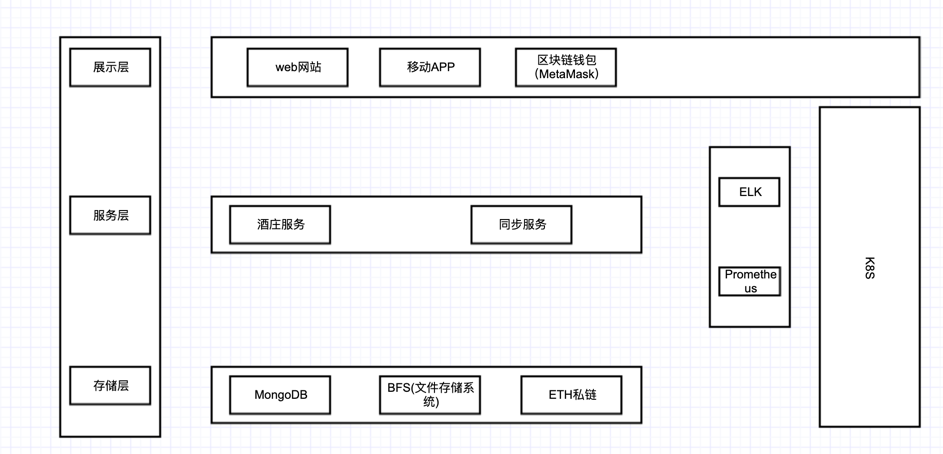 展示层
web网站
移动APP
区块链钱包
（MetaMask）
服务层
酒庄服务
同步服务
ELK
Promethe
us
K8S
存储层
MongoDB
BFS(文件存储系
统)
ETH私链